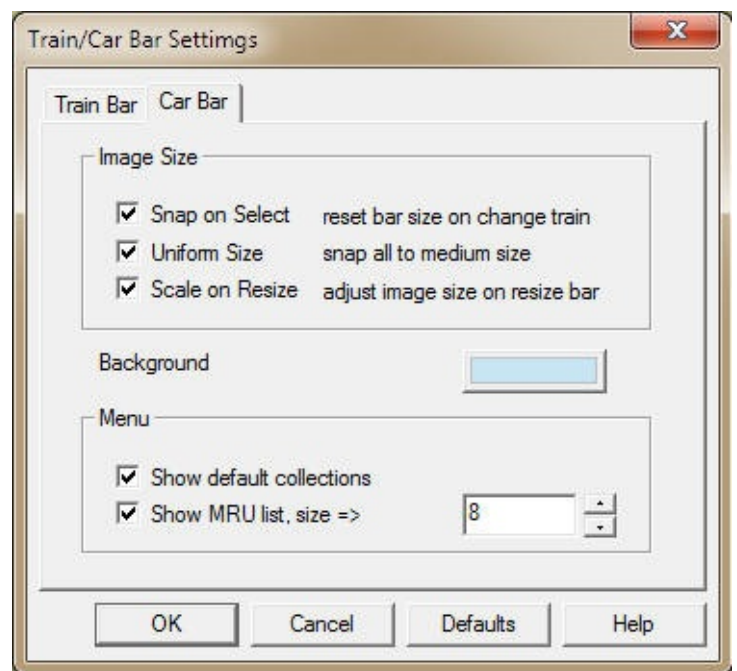 Train/Car Bar Settimgs
Train Bar Car Bar
Image Size
Snap on Select reset bar size on change train
Uniform Size snap all to medium size
Scale on Resize adjust image size on resize bar
Background
Menu
Show default collections
Show MRU list, size => 8
OK Cancel Defaults Help